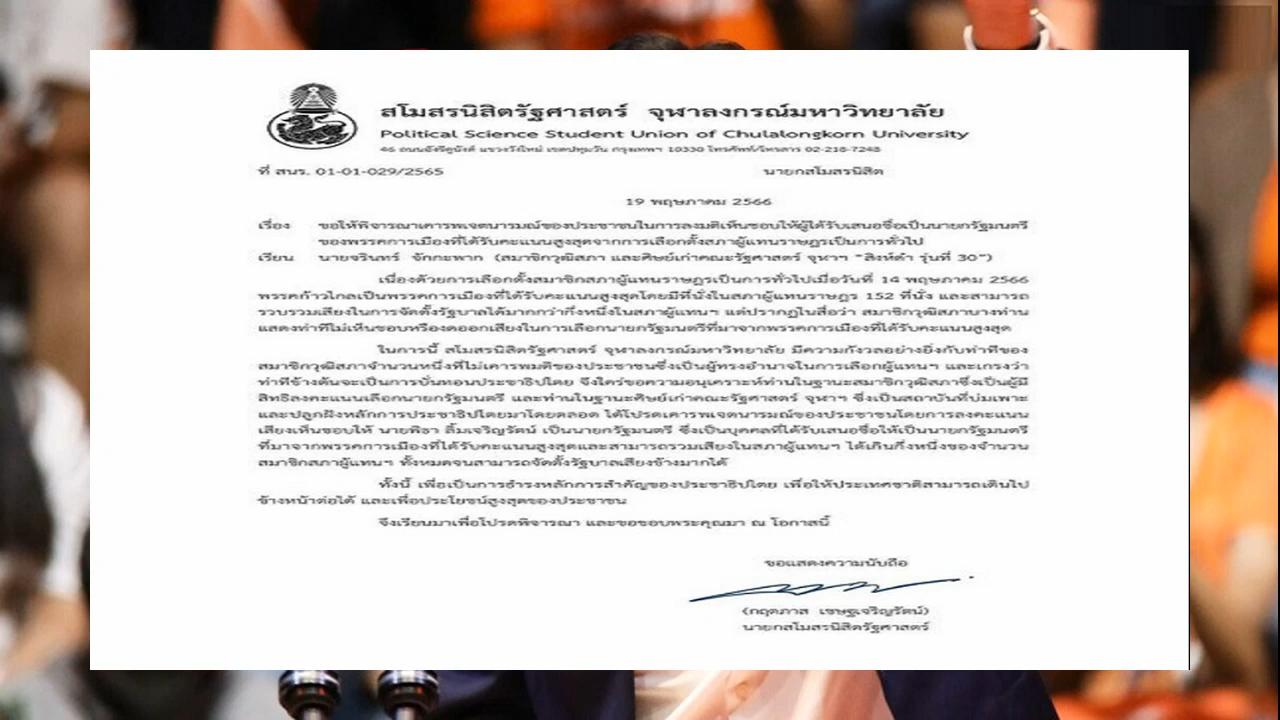 สโมสรนิสิตรัฐศาสตร์ จุฬาลงกรณ์มหาวิทยาลัย
Political Science Student Union of Chulalongkorn University
46 ถนนอังรีดูนังต์ แขวงวังใหม่ เขตปทุมวัน กรุงเทพฯ 10330 โทรศัพท์/โทรสาร 02-218-7248
ที่ สนร. 01-01-029/2565
นายกสโมสรนิสิต
19 พฤษภาคม 2566
เรื่อง ขอให้พิจารณาเคารพเจตนารมณ์ของประชาชนในการลงมติเห็นชอบให้ผู้ได้รับเสนอชื่อเป็นนายกรัฐมนตรี
ของพรรคการเมืองที่ได้รับคะแนนสูงสุดจากการเลือกตั้งสภาผู้แทนราษฎรเป็นการทั่วไป
เรียน นายจรินทร์ จักกะพาก (สมาชิกวุฒิสภา และศิษย์เก่าคณะรัฐศาสตร์ จุฬาฯ "สิงห์ดำ รุ่นที่ 30")
เนื่องด้วยการเลือกตั้งสมาชิกสภาผู้แทนราษฎรเป็นการทั่วไปเมื่อวันที่ 14 พฤษภาคม 2566
พรรคก้าวไกลเป็นพรรคการเมืองที่ได้รับคะแนนสูงสุดโดยมีที่นั่งในสภาผู้แทนราษฎร 152 ที่นั่ง และสามารถ
รวบรวมเสียงในการจัดตั้งรัฐบาลได้มากกว่ากึ่งหนึ่งในสภาผู้แทนฯ แต่ปรากฏในสื่อว่า สมาชิกวุฒิสภาบางท่าน
แสดงท่าทีไม่เห็นชอบหรืองดออกเสียงในการเลือกนายกรัฐมนตรีที่มาจากพรรคการเมืองที่ได้รับคะแนนสูงสุด
ในการนี้ สโมสรนิสิตรัฐศาสตร์ จุฬาลงกรณ์มหาวิทยาลัย มีความกังวลอย่างยิ่งกับท่าทีของ
สมาชิกวุฒิสภาจำนวนหนึ่งที่ไม่เคารพมติของประชาชนซึ่งเป็นผู้ทรงอำนาจในการเลือกผู้แทนฯ และเกรงว่า
ท่าทีข้างต้นจะเป็นการบั่นทอนประชาธิปไตย จึงใคร่ขอความอนุเคราะห์ท่านในฐานะสมาชิกวุฒิสภาซึ่งเป็นผู้มี
สิทธิลงคะแนนเลือกนายกรัฐมนตรี และท่านในฐานะศิษย์เก่าคณะรัฐศาสตร์ จุฬาฯ ซึ่งเป็นสถาบันที่บ่มเพาะ
และปลูกฝังหลักการประชาธิปไตยมาโดยตลอด ได้โปรดเคารพเจตนารมณ์ของประชาชนโดยการลงคะแนน
เสียงเห็นชอบให้ นายพิธา ลิ้มเจริญรัตน์ เป็นนายกรัฐมนตรี ซึ่งเป็นบุคคลที่ได้รับเสนอชื่อให้เป็นนายกรัฐมนตรี
ที่มาจากพรรคการเมืองที่ได้รับคะแนนสูงสุดและสามารถรวมเสียงในสภาผู้แทนฯ ได้เกินกึ่งหนึ่งของจำนวน
สมาชิกสภาผู้แทนฯ ทั้งหมดจนสามารถจัดตั้งรัฐบาลเสียงข้างมากได้
ทั้งนี้ เพื่อเป็นการธำรงหลักการสำคัญของประชาธิปไตย เพื่อให้ประเทศชาติสามารถเดินไป
ข้างหน้าต่อได้ และเพื่อประโยชน์สูงสุดของประชาชน
จึงเรียนมาเพื่อโปรดพิจารณา และขอขอบพระคุณมา ณ โอกาสนี้
ขอแสดงความนับถือ
(กฤตภาส เชษฐเจริญรัตน์)
นายกสโมสรนิสิตรัฐศาสตร์